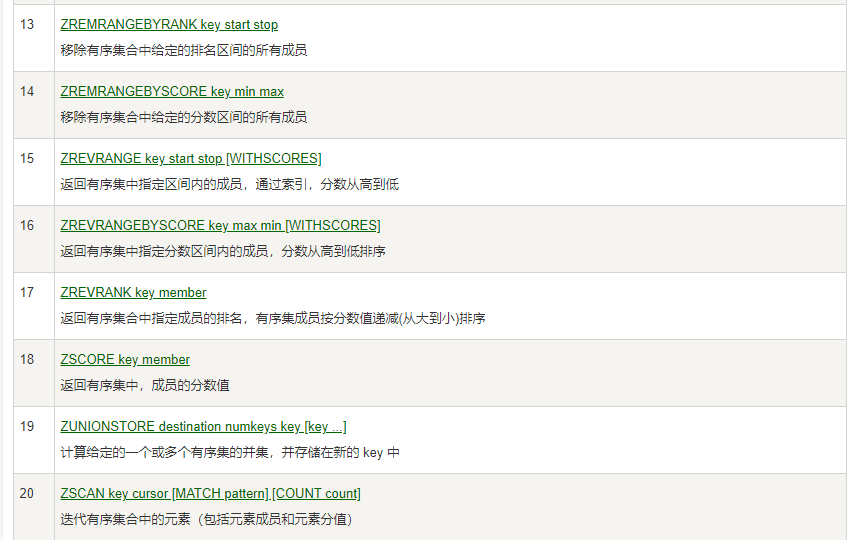 13
ZREMRANGEBYRANK key start stop
移除有序集合中给定的排名区间的所有成员
14
ZREMRANGEBYSCORE key min max
移除有序集合中给定的分数区间的所有成员
15
ZREVRANGE key start stop [WITHSCORES]
返回有序集中指定区间内的成员，通过索引，分数从高到低
16
ZREVRANGEBYSCORE key max min [WITHSCORES]
返回有序集中指定分数区间内的成员，分数从高到低排序
17
ZREVRANK key member
返回有序集合中指定成员的排名，有序集成员按分数值递减(从大到小)排序
18
ZSCORE key member
返回有序集中，成员的分数值
19
ZUNIONSTORE destination numkeys key [key ...]
计算给定的一个或多个有序集的并集，并存储在新的 key 中
20
ZSCAN key cursor [MATCH pattern] [COUNT count]
迭代有序集合中的元素（包括元素成员和元素分值）